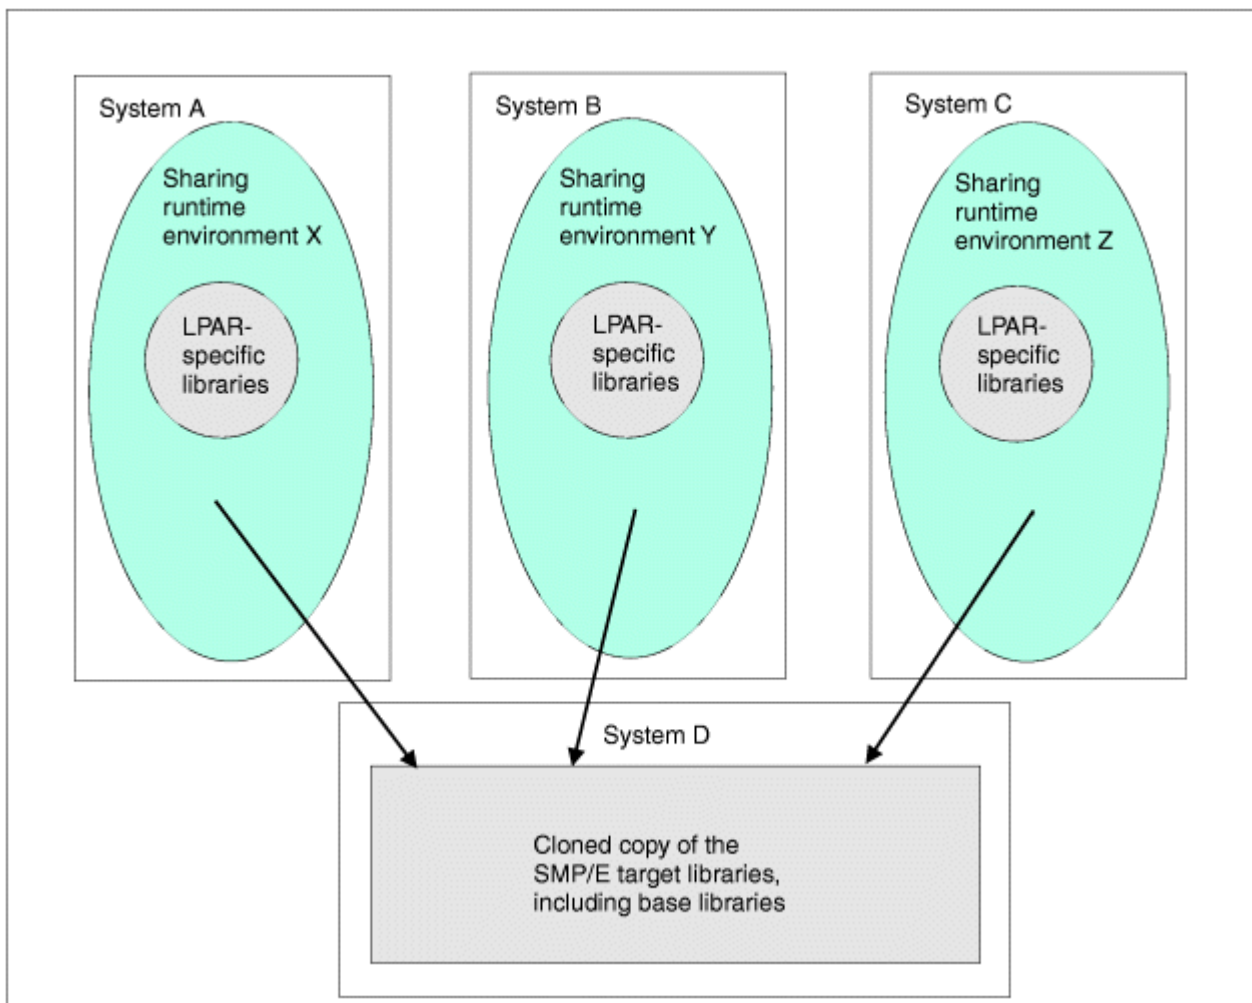 System A
Sharing
runtime
environment X
LPAR-
specific
libraries
System B
Sharing
runtime
environment Y
LPAR-
specific
libraries
System C
Sharing
runtime
environment Z
LPAR-
specific
libraries
System D
Cloned copy of the
SMP/E target libraries,
including base libraries